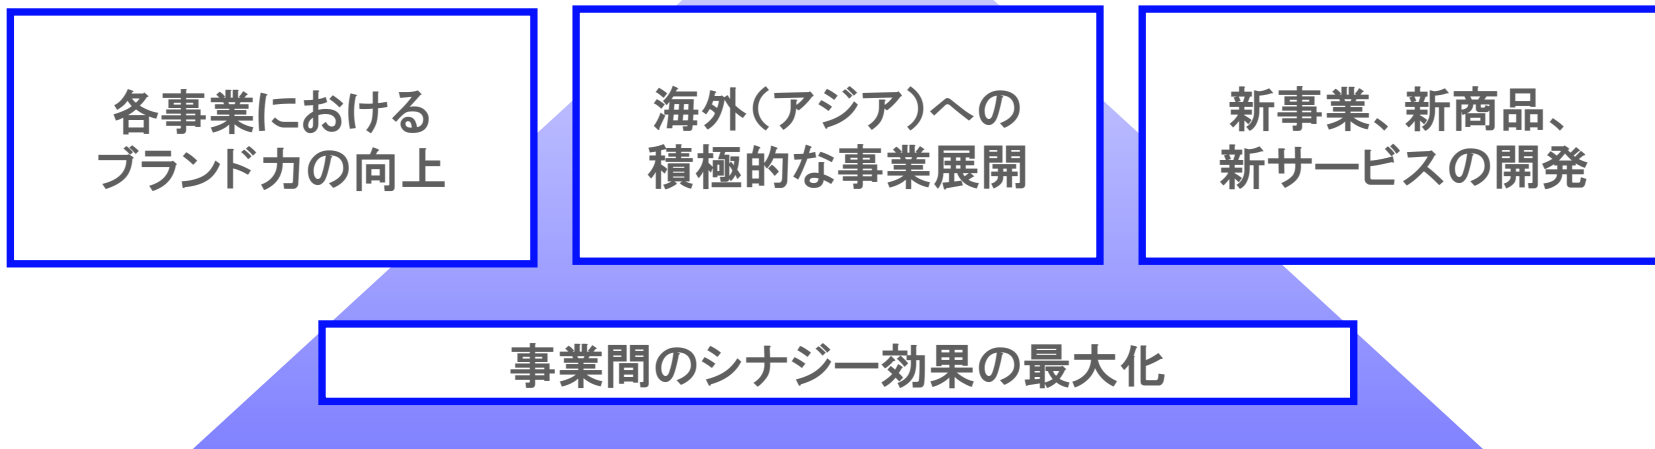 各事業における
ブランド力の向上
海外（アジア）への
積極的な事業展開
新事業、新商品、
新サービスの開発
事業間のシナジー効果の最大化